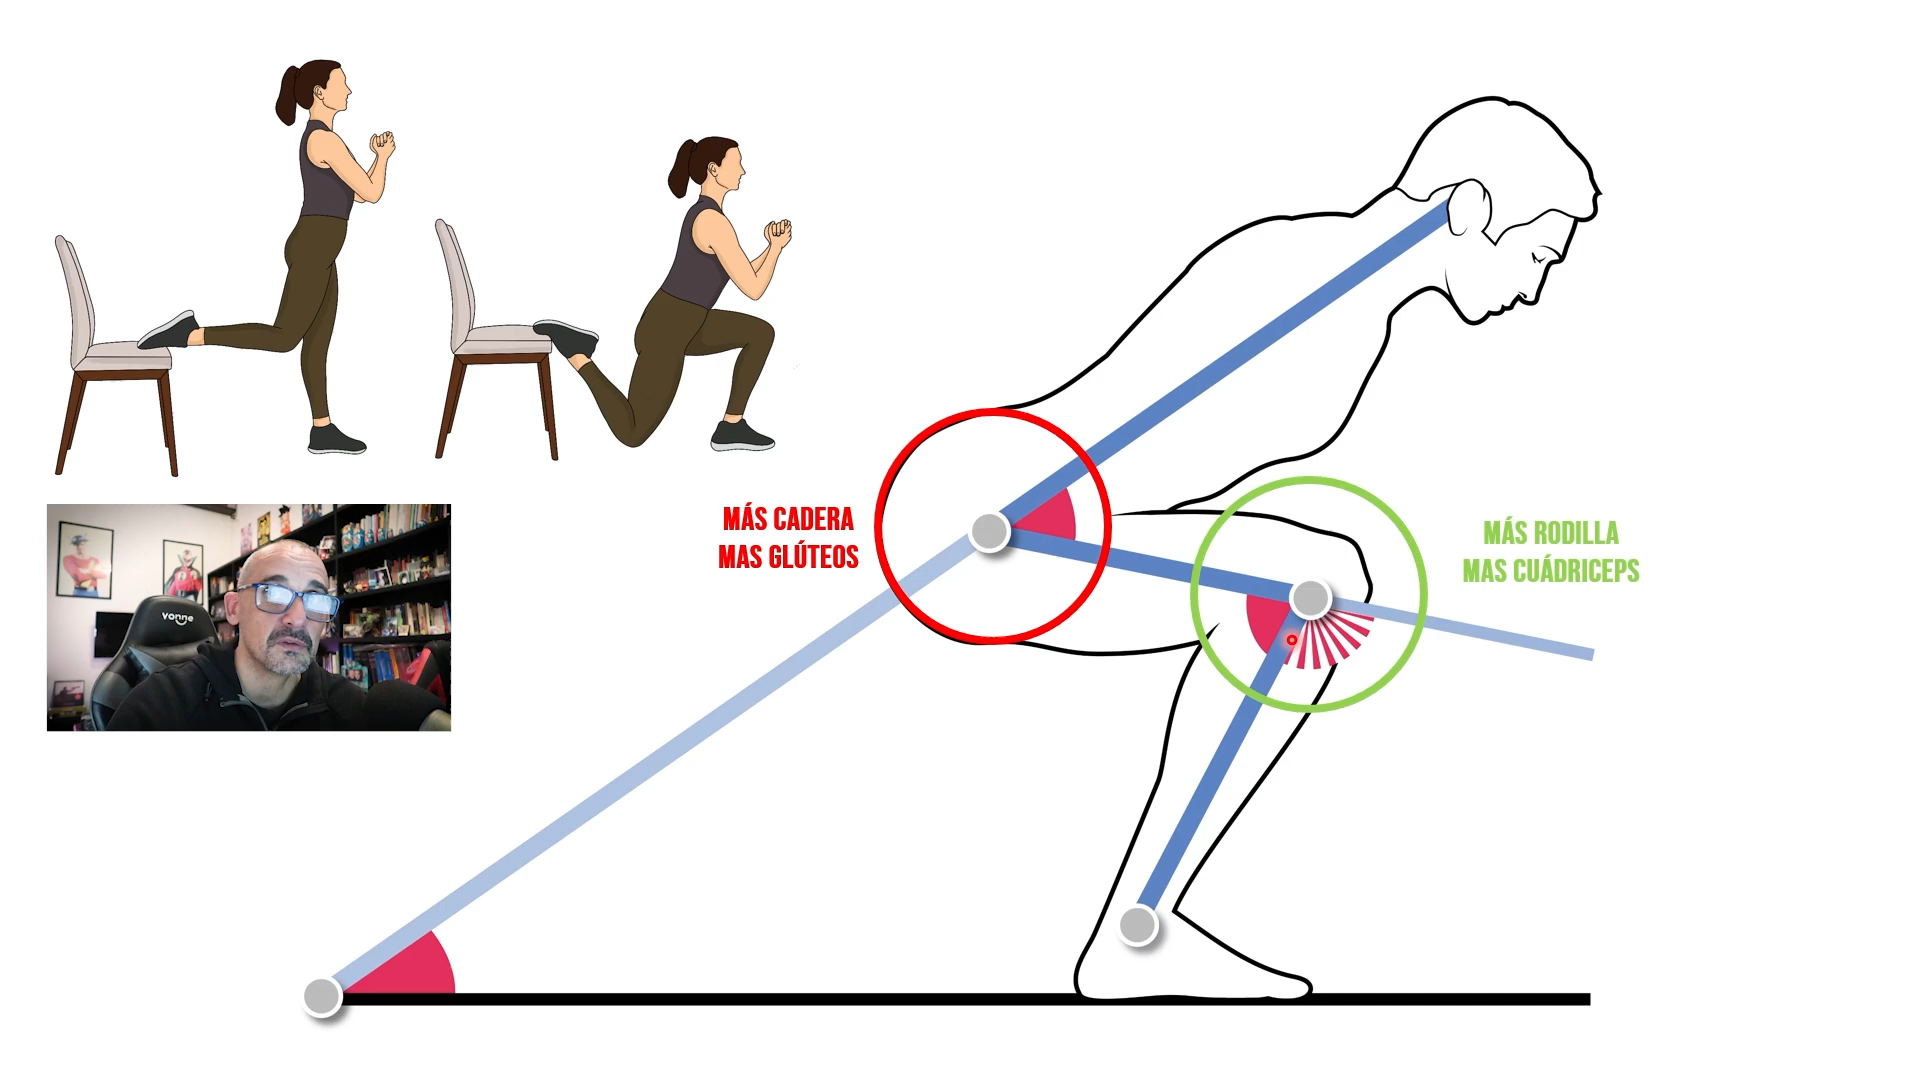 MÁS CADERA
MAS GLÚTEOS
MÁS RODILLA
MAS CUÁDRICEPS
vonne